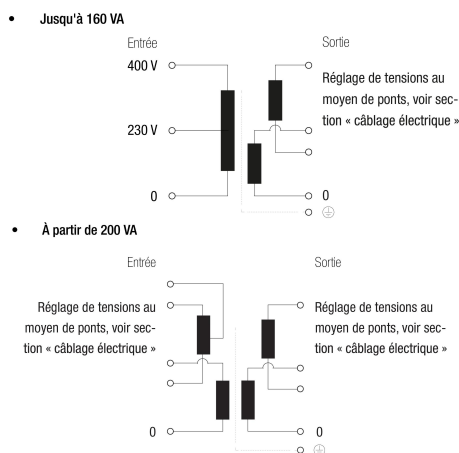 • Jusqu'à 160 VA
Entrée
Sortie
400 V
Réglage de tensions au
moyen de ponts, voir sec-
tion « câblage électrique »
230 V
0
0
• À partir de 200 VA
Entrée
Sortie
Réglage de tensions au
moyen de ponts, voir sec-
tion « câblage électrique »
Réglage de tensions au
moyen de ponts, voir sec-
tion « câblage électrique »
0
0